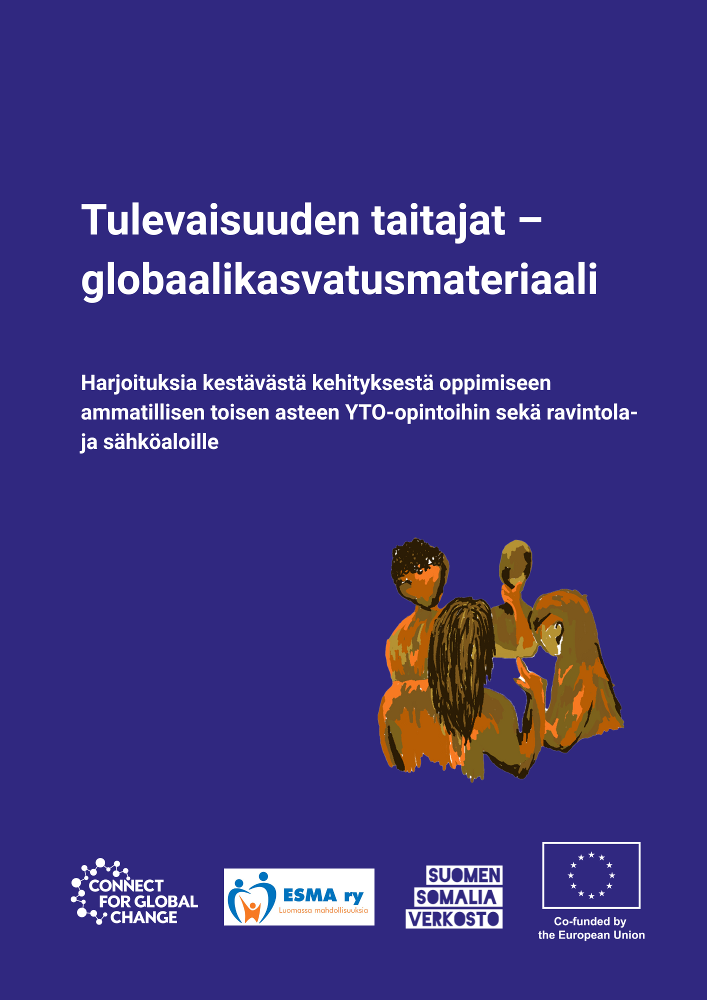 Tulevaisuuden taitajat –
globaalikasvatusmateriaali
Harjoituksia kestävästä kehityksestä oppimiseen
ammatillisen toisen asteen YTO-opintoihin sekä ravintola-
ja sähköaloille
CONNECT
FOR GLOBAL
CHANGE
ESMA ry
Luomassa mahdollisuuksia
SUOMEN
SOMALIA
VERKOSTO
Co-funded by
the European Union